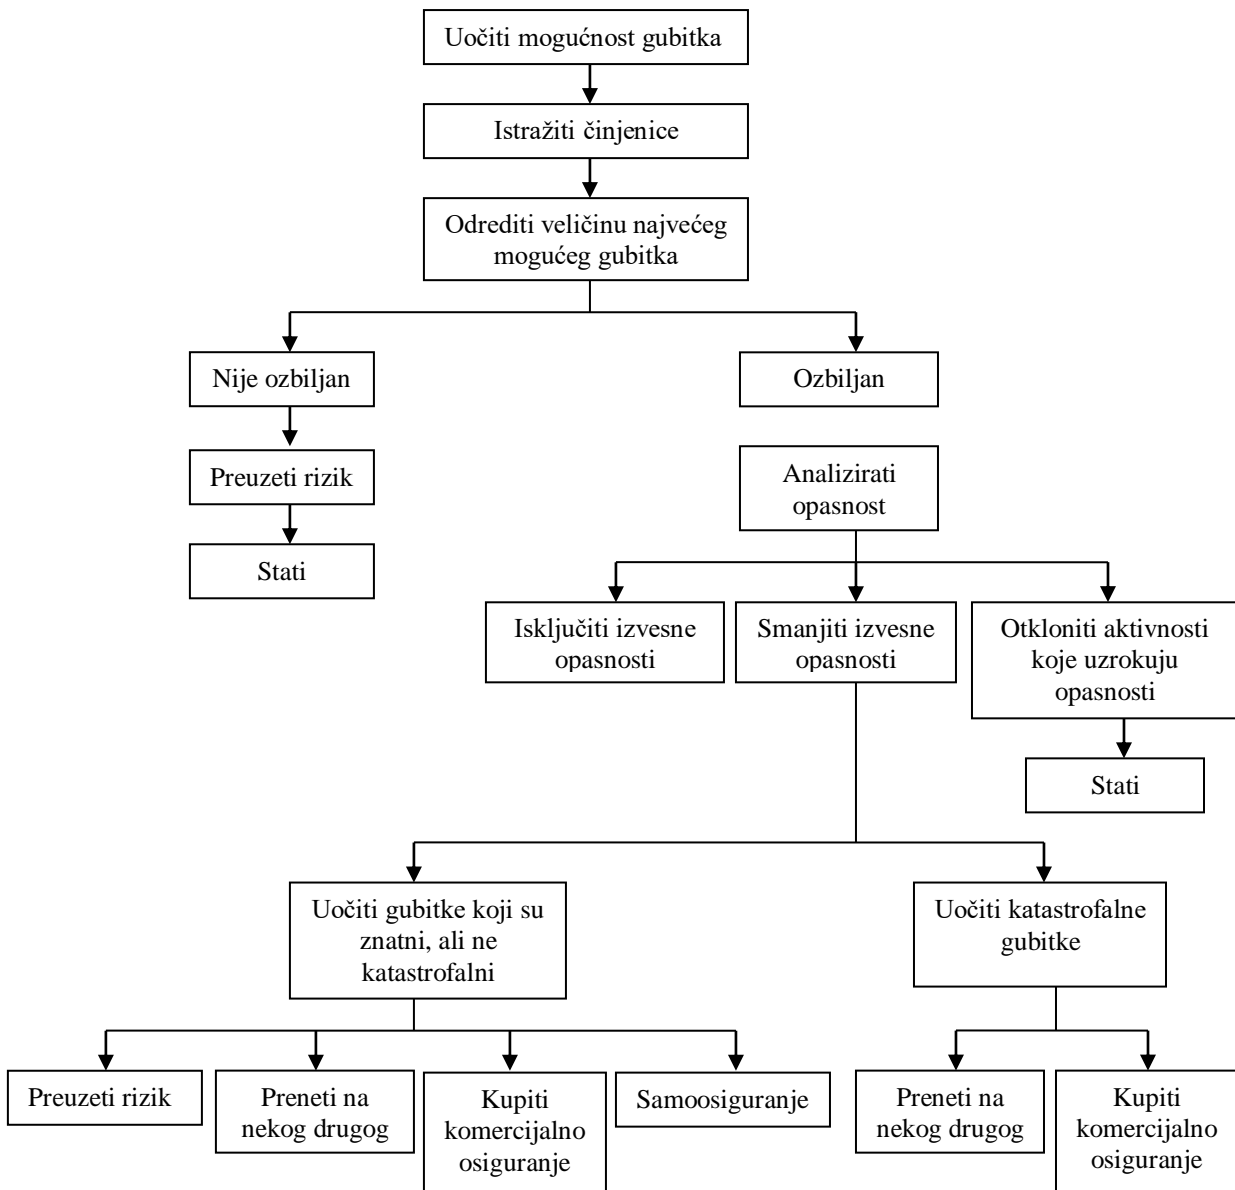 Uočiti mogućnost gubitka
Istražiti činjenice
Odrediti veličinu najvećeg
mogućeg gubitka
Nije ozbiljan
Ozbiljan
Preuzeti rizik
Analizirati
opasnost
Stati
Isključiti izvesne
opasnosti
Smanjiti izvesne
opasnosti
Otkloniti aktivnosti
koje uzrokuju
opasnosti
Stati
Uočiti gubitke koji su
znatni, ali ne
katastrofalni
Uočiti katastrofalne
gubitke
Preuzeti rizik
Preneti na
nekog drugog
Kupiti
komercijalno
osiguranje
Samoosiguranje
Preneti na
nekog drugog
Kupiti
komercijalno
osiguranje